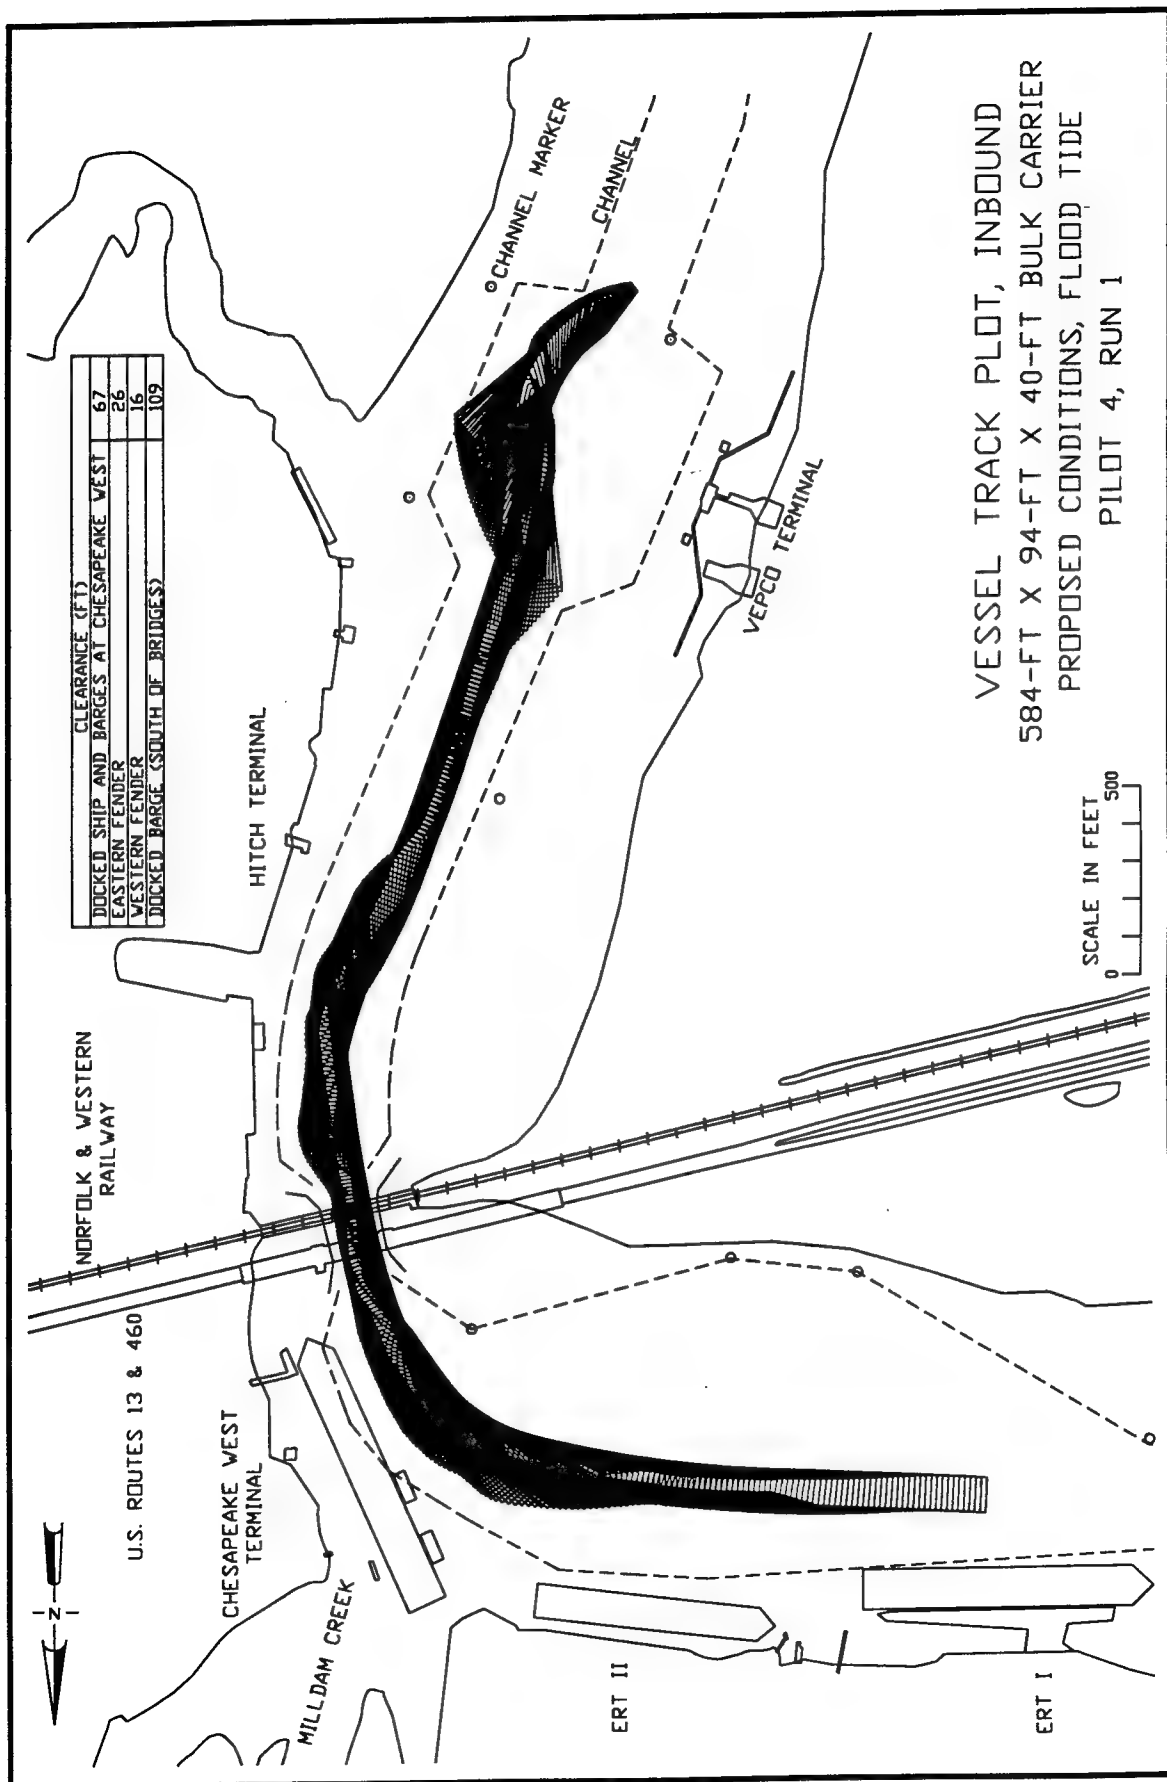 CLEARANCE (FT)
DOCKED SHIP AND BARGES AT CHESAPEAKE WEST 67
EASTERN FENDER 26
WESTERN FENDER 16
DOCKED BARGE (SOUTH OF BRIDGES) 109
N
U.S. ROUTES 13 & 460
NORFOLK & WESTERN
RAILWAY
HITCH TERMINAL
CHANNEL MARKER
CHANNEL
CHESAPEAKE WEST
TERMINAL
MILLDAM CREEK
VEPCO TERMINAL
ERT II
ERT I
SCALE IN FEET
0 500
VESSEL TRACK PLOT, INBOUND
584-FT X 94-FT X 40-FT BULK CARRIER
PROPOSED CONDITIONS, FLOOD TIDE
PILOT 4, RUN 1